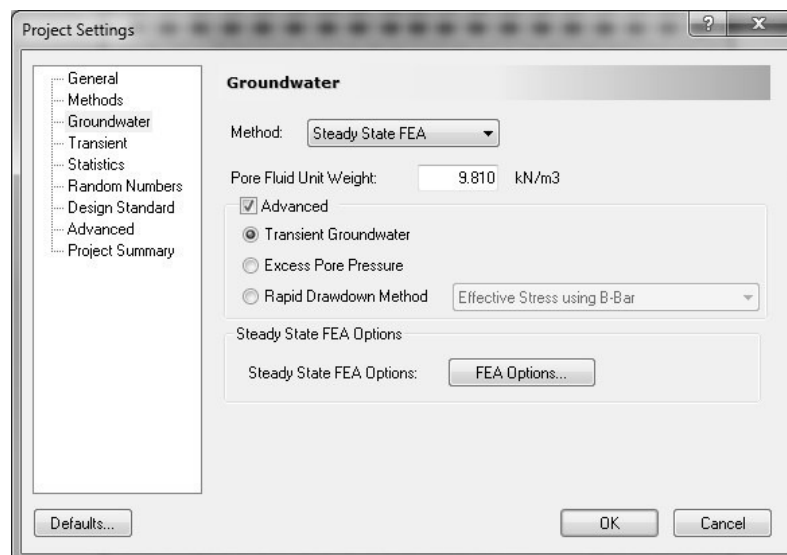 Project Settings
General
Methods
Groundwater
Transient
Statistics
Random Numbers
Design Standard
Advanced
Project Summary
Groundwater
Method: Steady State FEA
Pore Fluid Unit Weight: 9.810 kN/m3
Advanced
Transient Groundwater
Excess Pore Pressure
Rapid Drawdown Method Effective Stress using B-Bar
Steady State FEA Options
Steady State FEA Options: FEA Options...
Defaults... OK Cancel